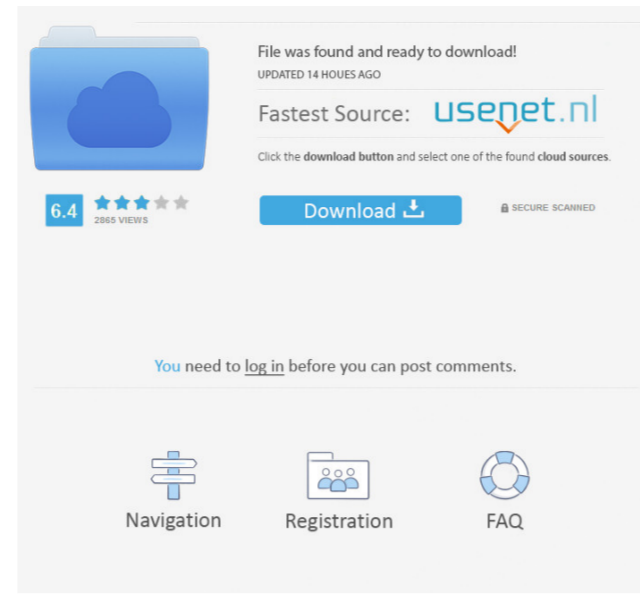 File was found and ready to download!
UPDATED 14 HOUES AGO
Fastest Source: usenet.nl
Click the download button and select one of the found cloud sources.
6.4
2865 VIEWS
Download
SECURE SCANNED
You need to log in before you can post comments.
Navigation
Registration
FAQ